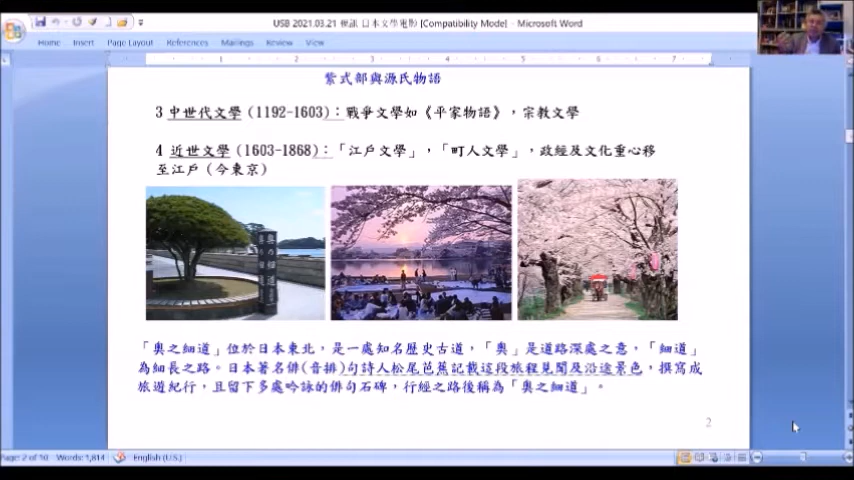 USB 2021.03.21 視訊 日本文學電影 [Compatibility Mode] - Microsoft Word
Home Insert Page Layout References Mailings Review View
紫式部與源氏物語
3 中世代文學 (1192-1603)：戰爭文學如《平家物語》，宗教文學
4 近世文學 (1603-1868)：「江戶文學」，「町人文學」，政經及文化重心移
至江戶（今東京）
奥の細道
「奧之細道」位於日本東北，是一處知名歷史古道，「奧」是道路深處之意，「細道」
為細長之路。日本著名俳(音排)句詩人松尾芭蕉記載這段旅程見聞及沿途景色，撰寫成
旅遊紀行，且留下多處吟詠的俳句石碑，行經之路後稱為「奧之細道」。
2
Page: 2 of 10 Words: 1,814 English (U.S.)